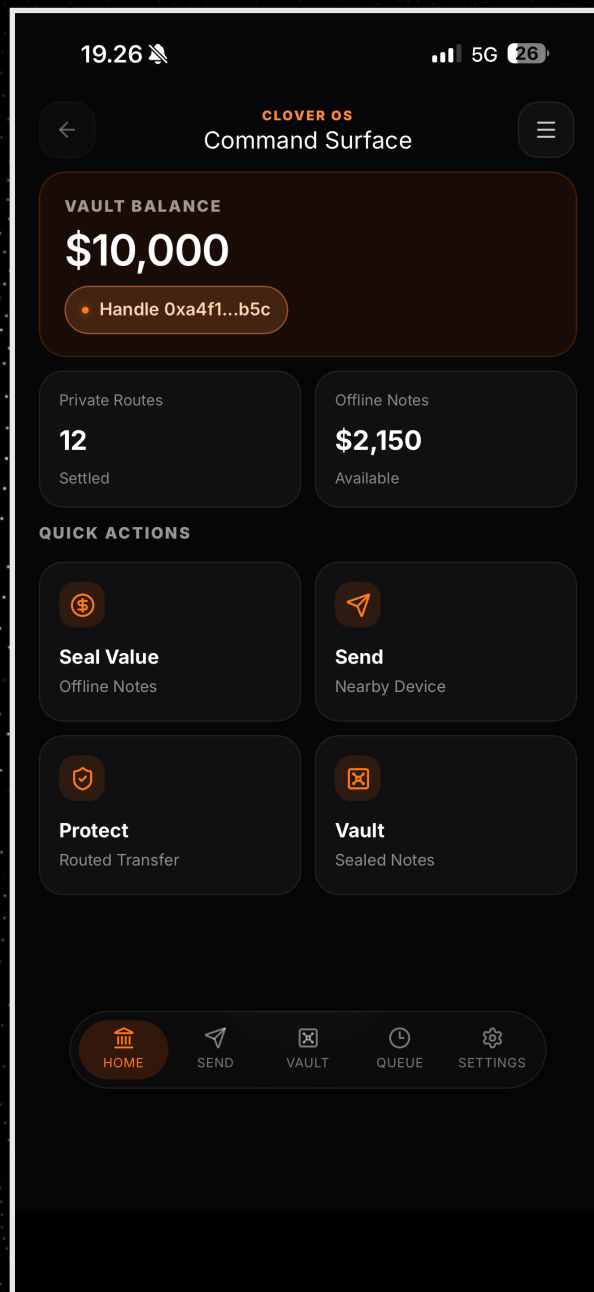 19.26
5G
26
CLOVER OS
Command Surface
VAULT BALANCE
$10,000
Handle 0xa4f1...b5c
Private Routes
12
Settled
Offline Notes
$2,150
Available
QUICK ACTIONS
Seal Value
Offline Notes
Send
Nearby Device
Protect
Routed Transfer
Vault
Sealed Notes
HOME
SEND
VAULT
QUEUE
SETTINGS